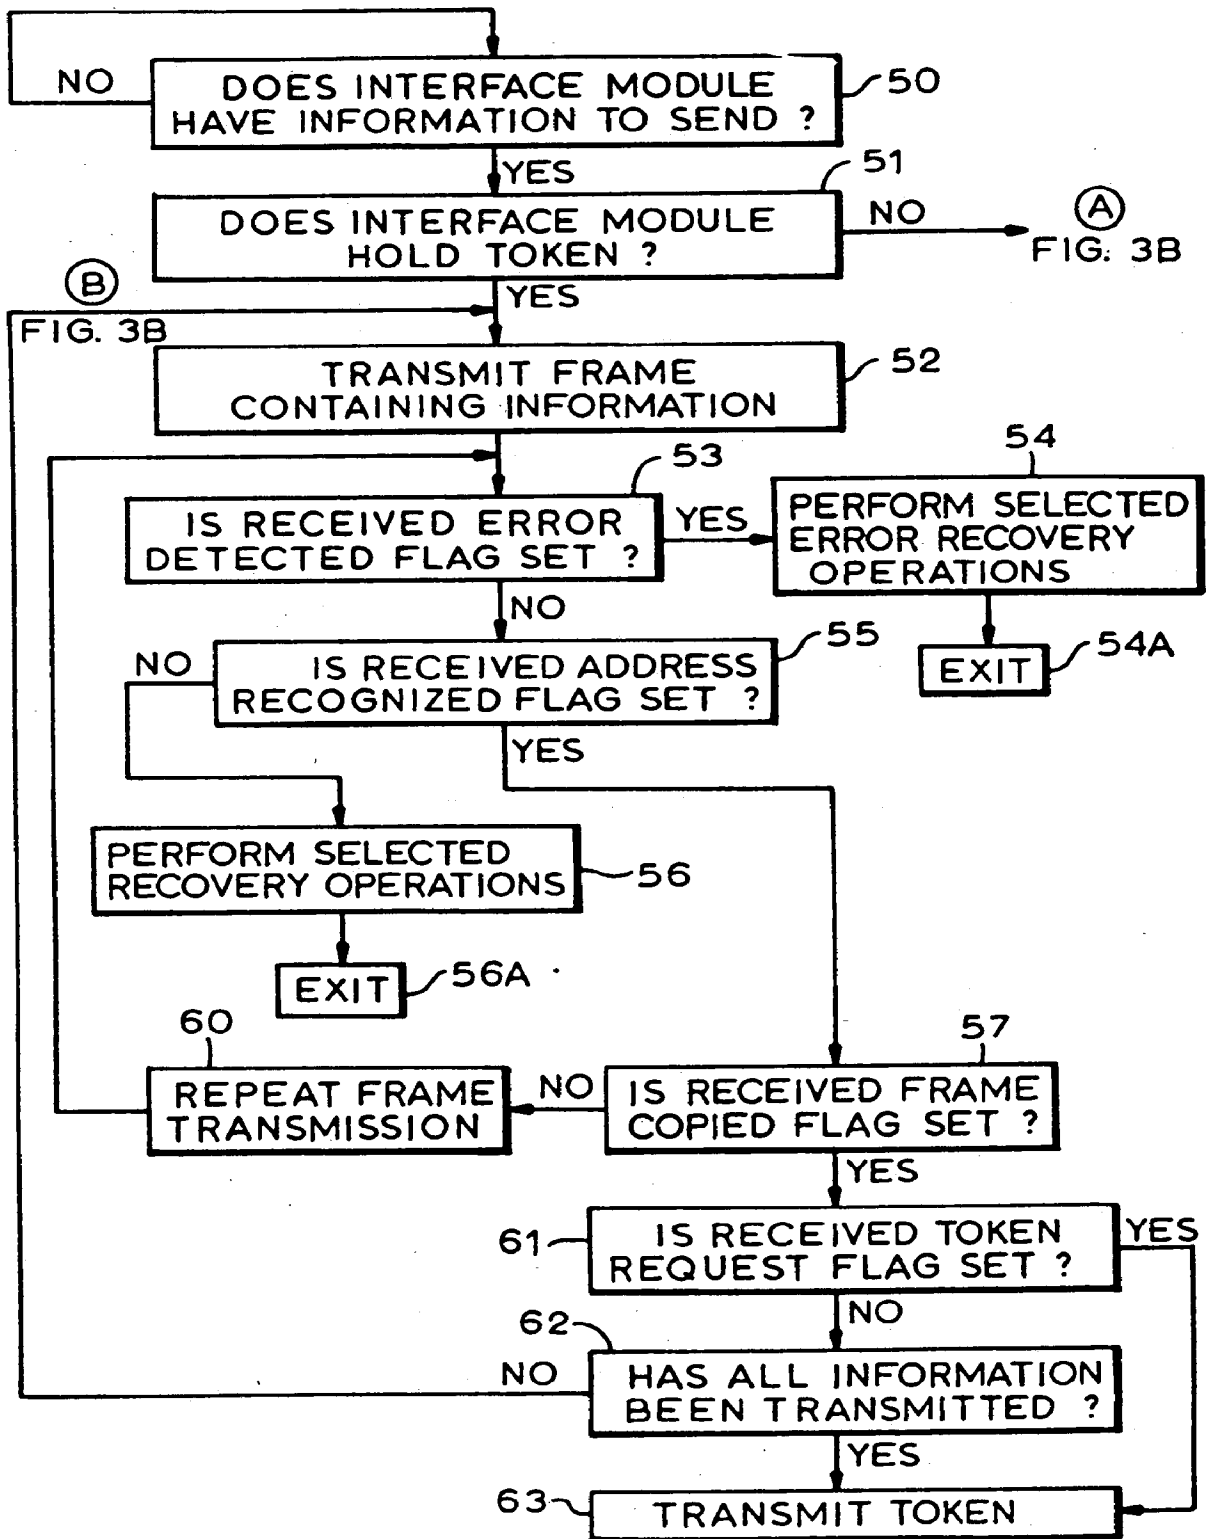 NO
50
DOES INTERFACE MODULE
HAVE INFORMATION TO SEND ?
YES
51
DOES INTERFACE MODULE
HOLD TOKEN ?
NO
A
FIG. 3B
B
FIG. 3B
YES
TRANSMIT FRAME
CONTAINING INFORMATION
52
53
IS RECEIVED ERROR
DETECTED FLAG SET ?
YES
54
PERFORM SELECTED
ERROR RECOVERY
OPERATIONS
NO
EXIT
54A
55
NO
IS RECEIVED ADDRESS
RECOGNIZED FLAG SET ?
YES
PERFORM SELECTED
RECOVERY OPERATIONS
56
EXIT
56A
60
REPEAT FRAME
TRANSMISSION
NO
57
IS RECEIVED FRAME
COPIED FLAG SET ?
YES
61
IS RECEIVED TOKEN
REQUEST FLAG SET ?
YES
NO
62
NO
HAS ALL INFORMATION
BEEN TRANSMITTED ?
YES
63
TRANSMIT TOKEN